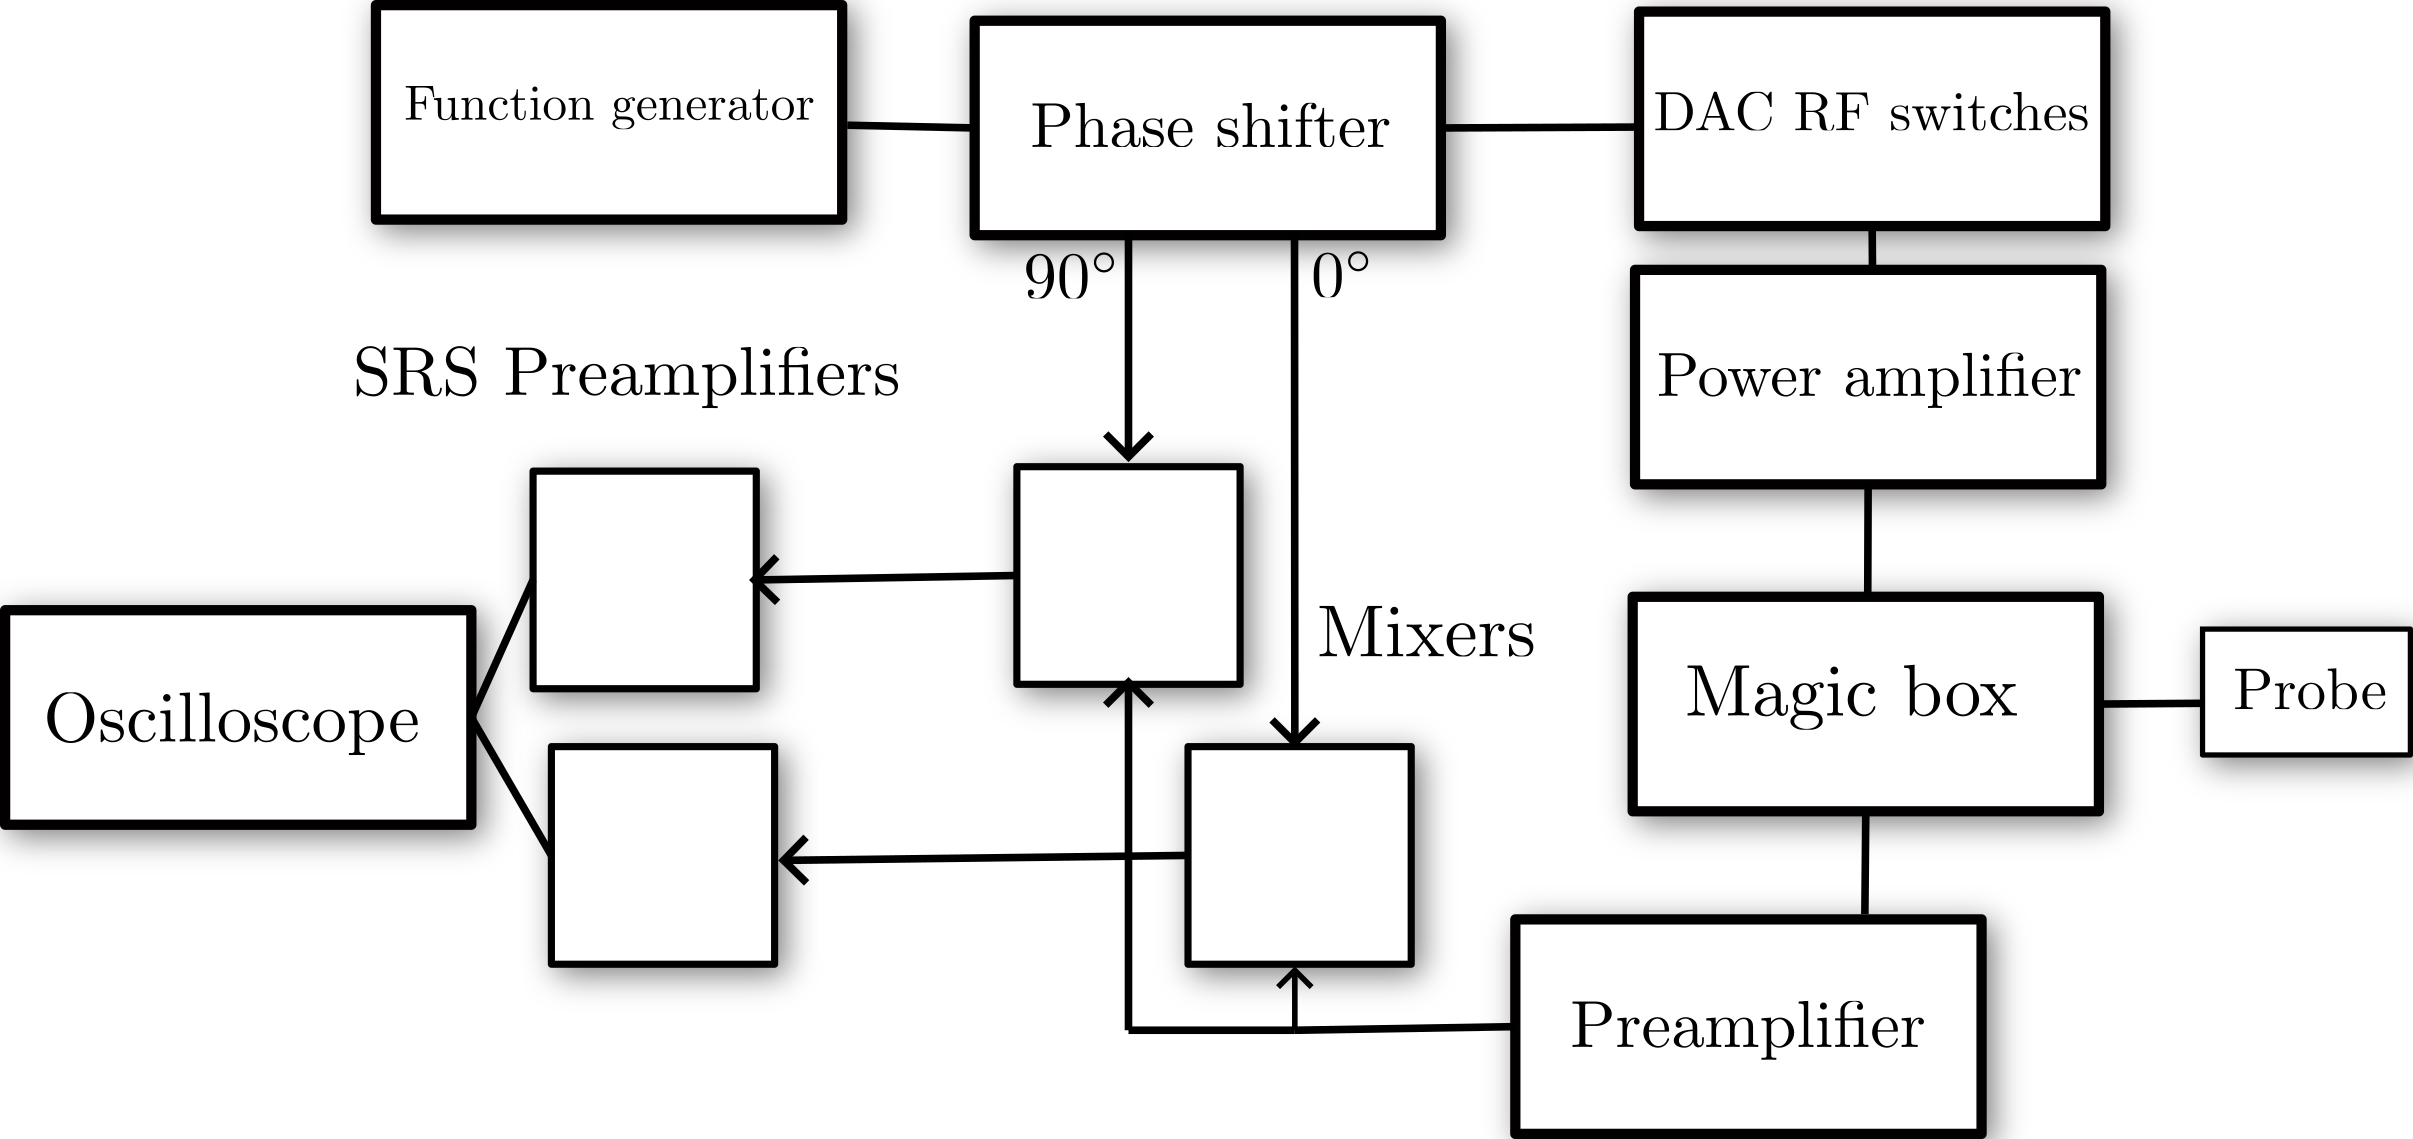 Function generator
Phase shifter
DAC RF switches
90°
0°
SRS Preamplifiers
Power amplifier
Mixers
Oscilloscope
Magic box
Probe
Preamplifier